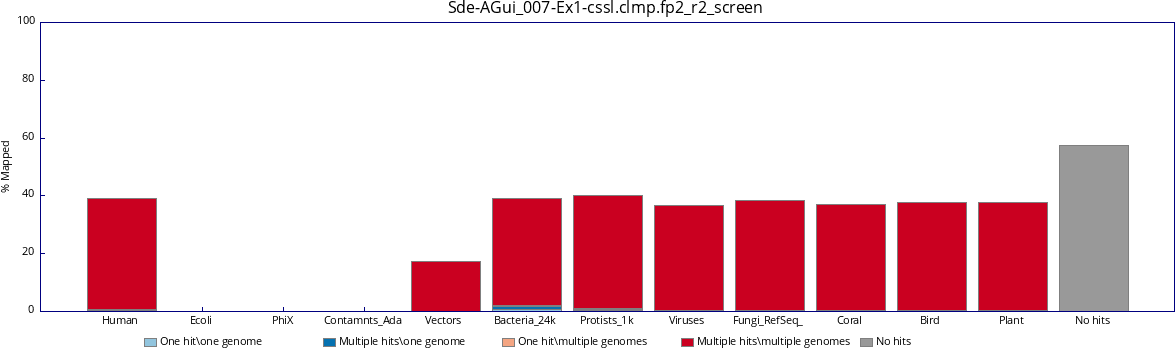 Sde-AGui_007-Ex1-cssl.clmp.fp2_r2_screen
100
80
60
40
20
0
% Mapped
Human Ecoli PhiX Contamnts_Ada Vectors Bacteria_24k Protists_1k Viruses Fungi_RefSeq_ Coral Bird Plant No hits
One hit\one genome Multiple hits\one genome One hit\multiple genomes Multiple hits\multiple genomes No hits